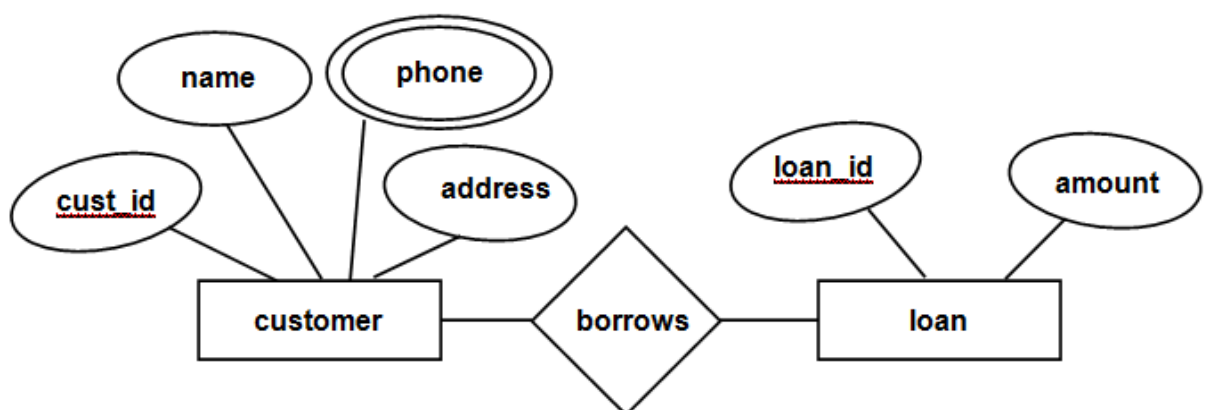 name
phone
cust_id
address
loan_id
amount
customer
borrows
loan